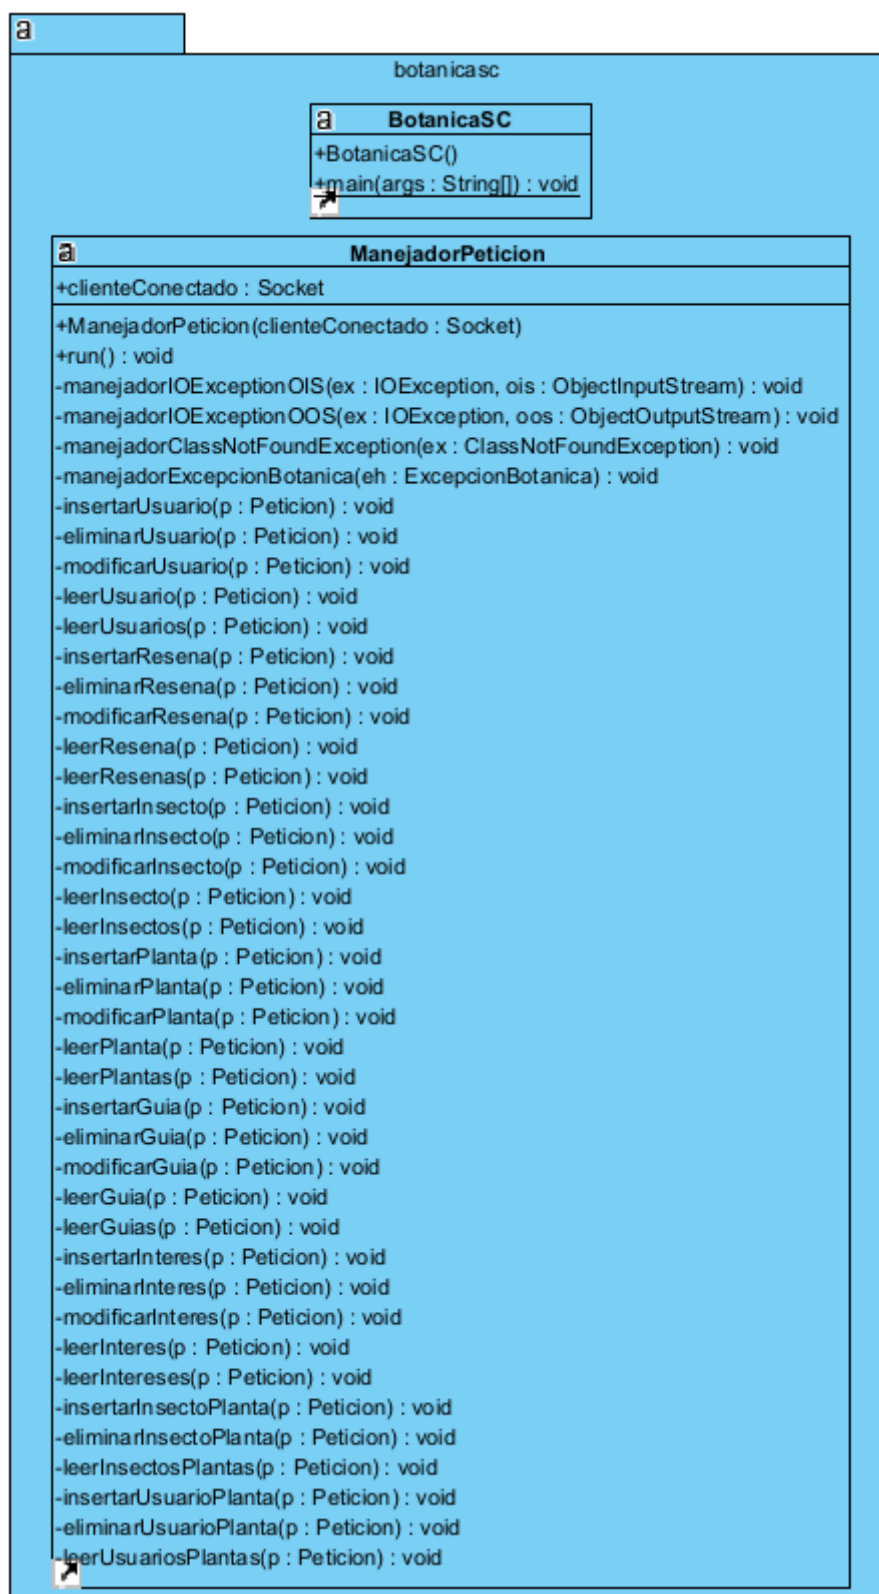 a
botanicasc
a BotanicaSC
+BotanicaSC()
+main(args : String[]) : void
a ManejadorPeticion
+clienteConectado : Socket
+ManejadorPeticion(clienteConectado : Socket)
+run() : void
-manejadorIOExceptionOIS(ex : IOException, ois : ObjectInputStream) : void
-manejadorIOExceptionOOS(ex : IOException, oos : ObjectOutputStream) : void
-manejadorClassNotFoundException(ex : ClassNotFoundException) : void
-manejadorExcepcionBotanica(eh : ExcepcionBotanica) : void
-insertarUsuario(p : Peticion) : void
-eliminarUsuario(p : Peticion) : void
-modificarUsuario(p : Peticion) : void
-leerUsuario(p : Peticion) : void
-leerUsuarios(p : Peticion) : void
-insertarResena(p : Peticion) : void
-eliminarResena(p : Peticion) : void
-modificarResena(p : Peticion) : void
-leerResena(p : Peticion) : void
-leerResenas(p : Peticion) : void
-insertarInsecto(p : Peticion) : void
-eliminarInsecto(p : Peticion) : void
-modificarInsecto(p : Peticion) : void
-leerInsecto(p : Peticion) : void
-leerInsectos(p : Peticion) : void
-insertarPlanta(p : Peticion) : void
-eliminarPlanta(p : Peticion) : void
-modificarPlanta(p : Peticion) : void
-leerPlanta(p : Peticion) : void
-leerPlantas(p : Peticion) : void
-insertarGuia(p : Peticion) : void
-eliminarGuia(p : Peticion) : void
-modificarGuia(p : Peticion) : void
-leerGuia(p : Peticion) : void
-leerGuias(p : Peticion) : void
-insertarInteres(p : Peticion) : void
-eliminarInteres(p : Peticion) : void
-modificarInteres(p : Peticion) : void
-leerInteres(p : Peticion) : void
-leerIntereses(p : Peticion) : void
-insertarInsectoPlanta(p : Peticion) : void
-eliminarInsectoPlanta(p : Peticion) : void
-leerInsectosPlantas(p : Peticion) : void
-insertarUsuarioPlanta(p : Peticion) : void
-eliminarUsuarioPlanta(p : Peticion) : void
-leerUsuariosPlantas(p : Peticion) : void